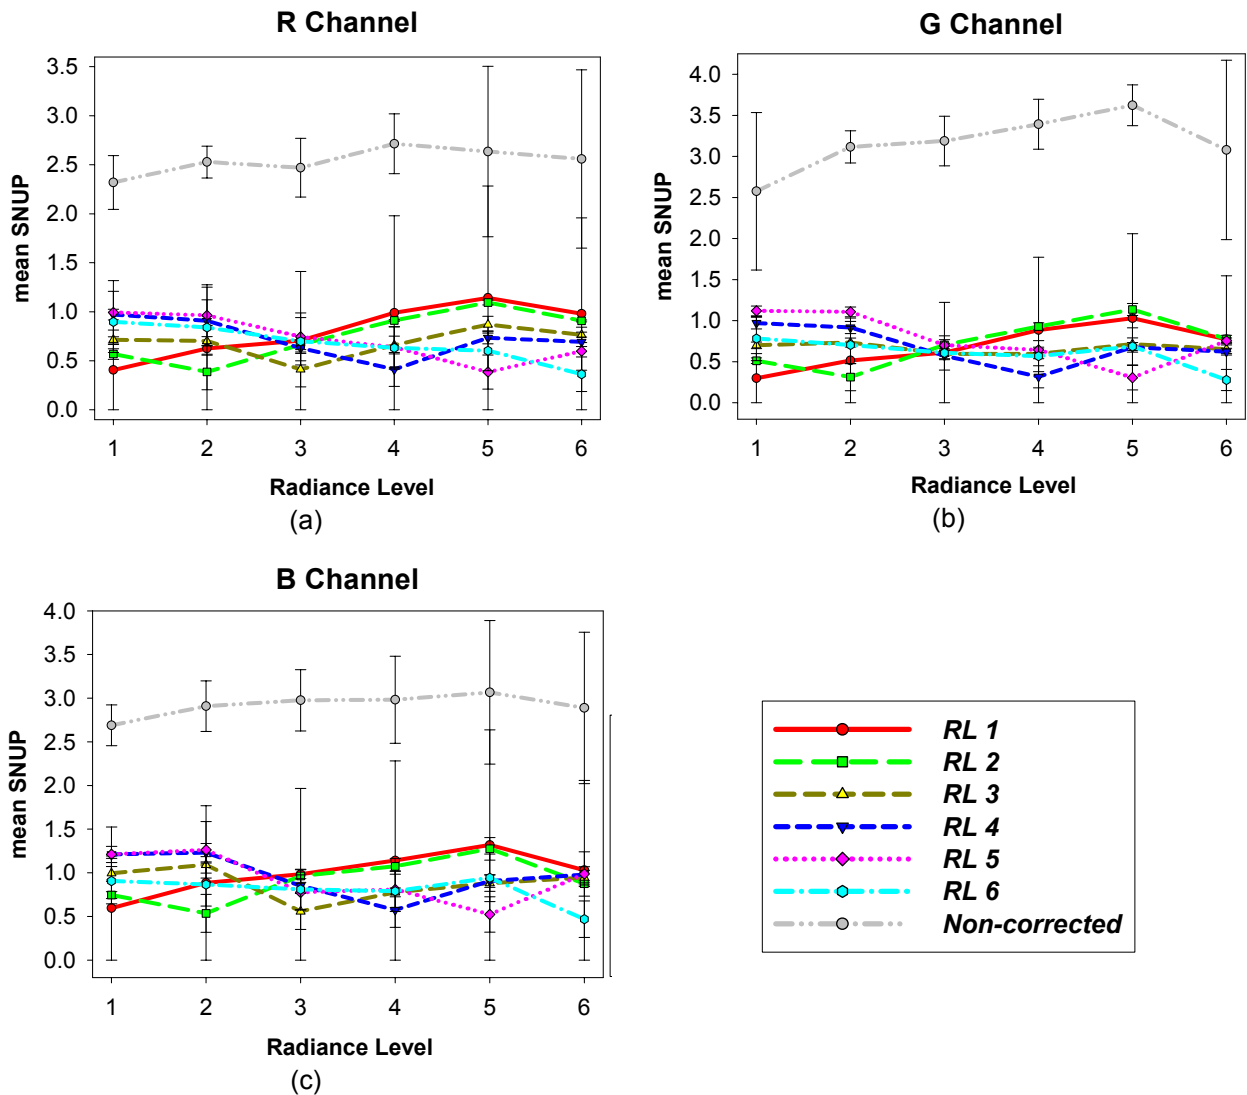 R Channel
mean SNUP
3.5
3.0
2.5
2.0
1.5
1.0
0.5
0.0
1 2 3 4 5 6
Radiance Level
(a)
G Channel
mean SNUP
4.0
3.5
3.0
2.5
2.0
1.5
1.0
0.5
0.0
1 2 3 4 5 6
Radiance Level
(b)
B Channel
mean SNUP
4.0
3.5
3.0
2.5
2.0
1.5
1.0
0.5
0.0
1 2 3 4 5 6
Radiance Level
(c)
RL 1
RL 2
RL 3
RL 4
RL 5
RL 6
Non-corrected